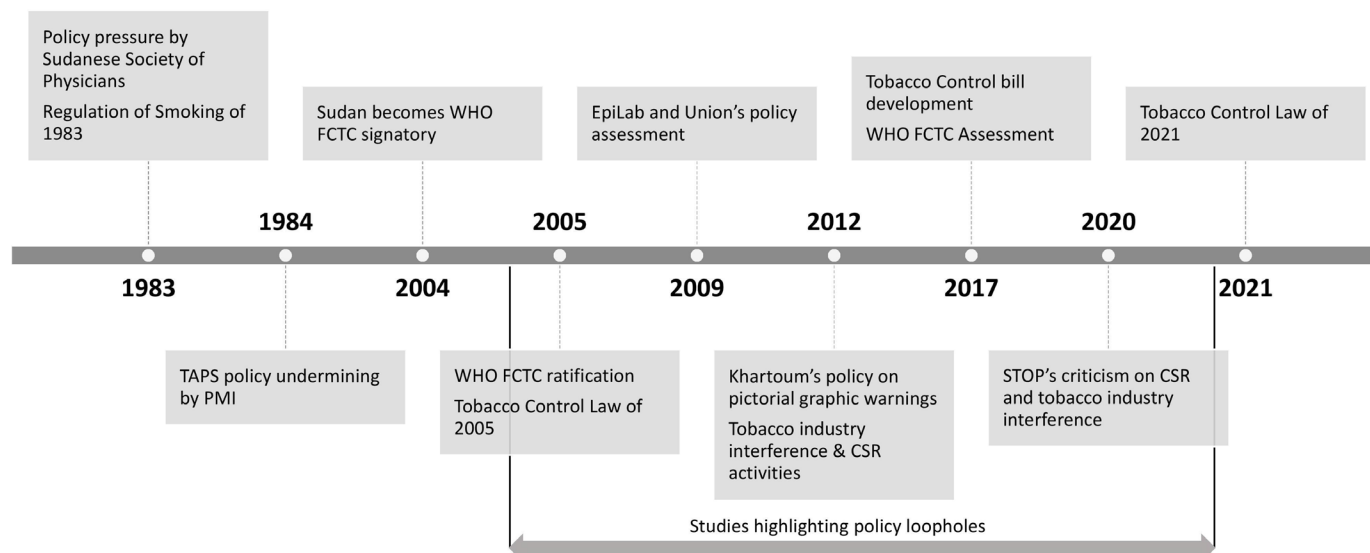 Policy pressure by
Sudanese Society of
Physicians
Regulation of Smoking of
1983
Sudan becomes WHO
FCTC signatory
EpiLab and Union’s policy
assessment
Tobacco Control bill
development
WHO FCTC Assessment
Tobacco Control Law of
2021
1984
2005
2012
2020
1983
2004
2009
2017
2021
TAPS policy undermining
by PMI
WHO FCTC ratification
Tobacco Control Law of
2005
Khartoum’s policy on
pictorial graphic warnings
Tobacco industry
interference & CSR
activities
STOP’s criticism on CSR
and tobacco industry
interference
Studies highlighting policy loopholes